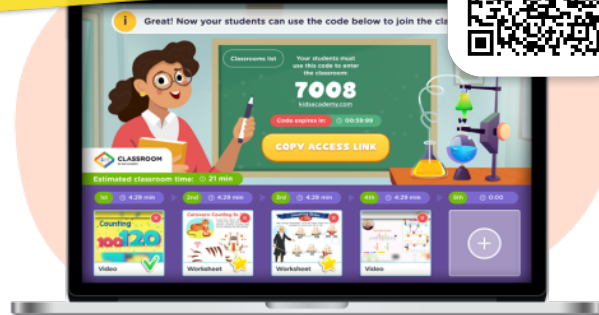 i
Great! Now your students can use the code below to join the cla
Classrooms list
Your students must
use this code to enter
the classroom:
7008
kidsacademy.com
Code expires in:
00:59:99
COPY ACCESS LINK
CLASSROOM
Estimated classroom time: 21 min
1st 4:29 min
2nd 4:29 min
3rd 4:29 min
4th 4:29 min
5th 0:00
Counting
100 120
Video
Worksheet
Worksheet
Video